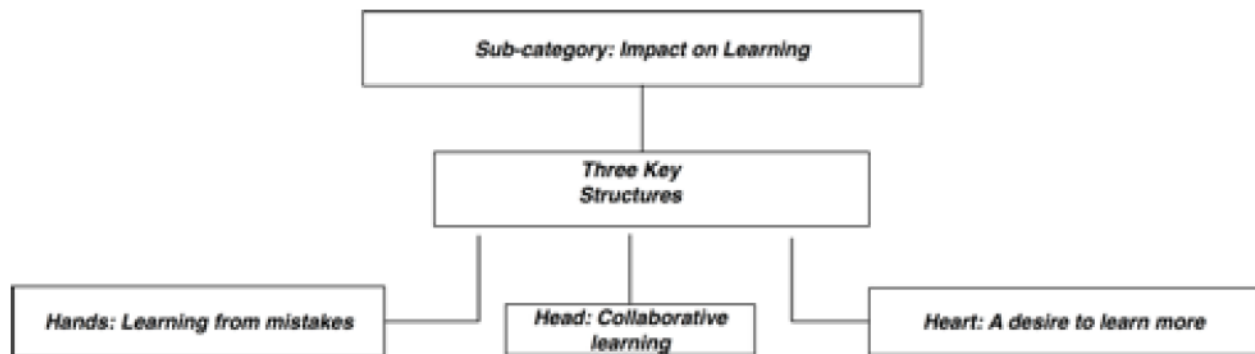 Sub-category: Impact on Learning
Three Key
Structures
Hands: Learning from mistakes
Head: Collaborative
learning
Heart: A desire to learn more